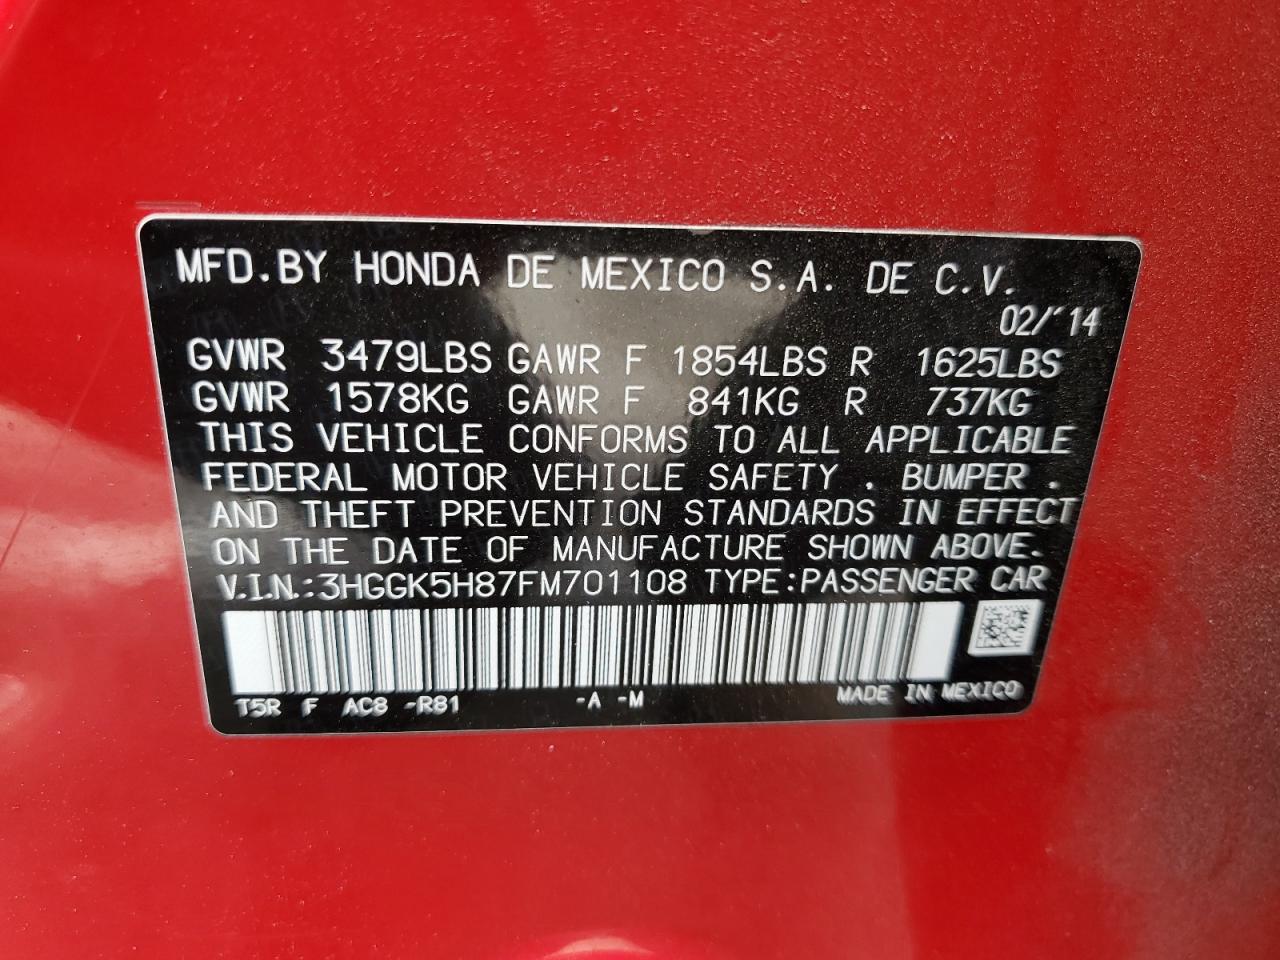 MFD.BY HONDA DE MEXICO S.A. DE C.V.
02/'14
GVWR 3479LBS GAWR F 1854LBS R 1625LBS
GVWR 1578KG GAWR F 841KG R 737KG
THIS VEHICLE CONFORMS TO ALL APPLICABLE
FEDERAL MOTOR VEHICLE SAFETY . BUMPER .
AND THEFT PREVENTION STANDARDS IN EFFECT
ON THE DATE OF MANUFACTURE SHOWN ABOVE.
V.I.N.:3HGGK5H87FM701108 TYPE:PASSENGER CAR
T5R F AC8 -R81 -A -M MADE IN MEXICO